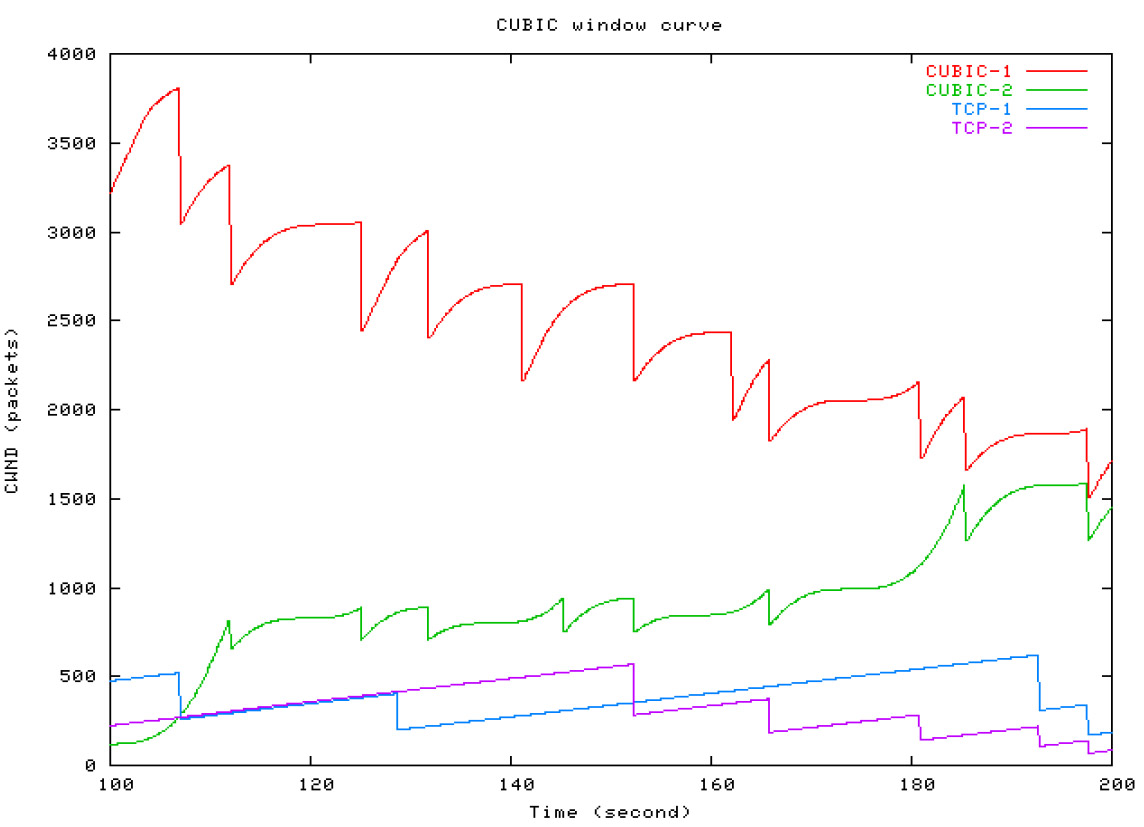 CUBIC window curve
4000
3500
3000
2500
2000
1500
1000
500
0
CWND (packets)
CUBIC-1
CUBIC-2
TCP-1
TCP-2
100 120 140 160 180 200
Time (second)